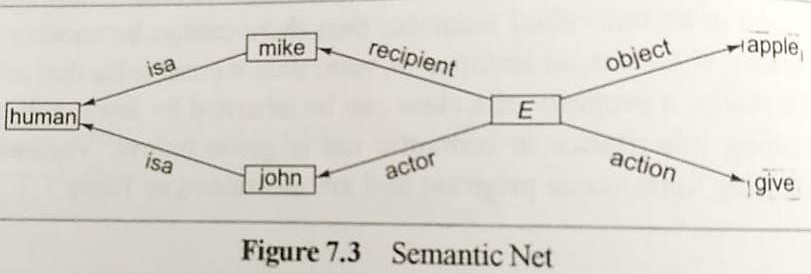 mike
recipient
object
apple
isa
human
E
isa
john
actor
action
give
Figure 7.3 Semantic Net